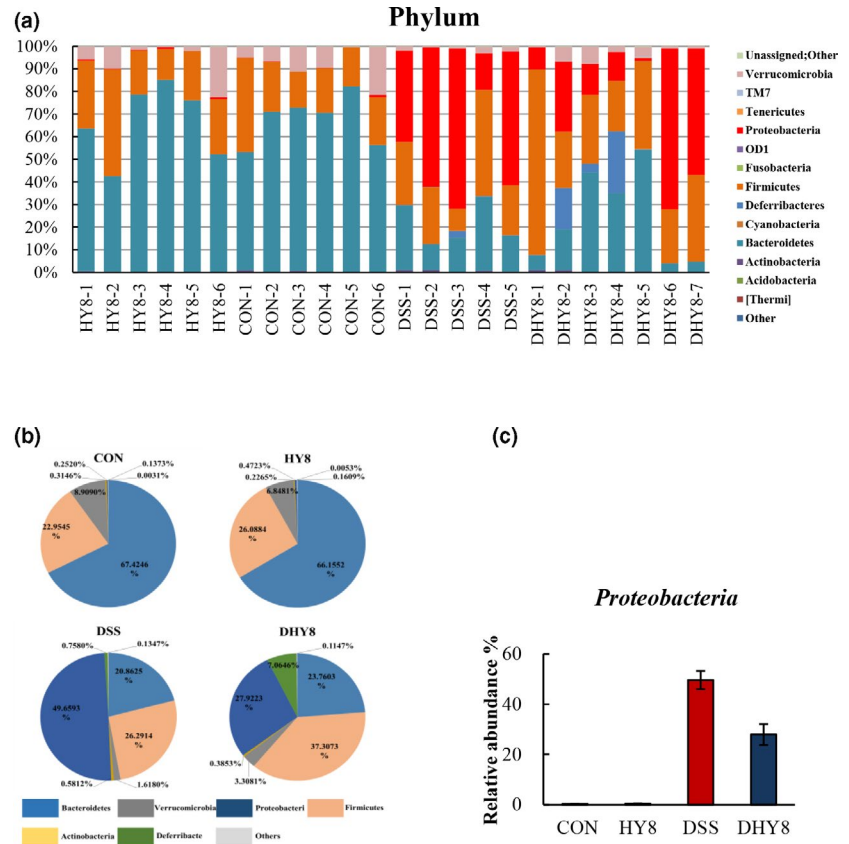 (a)
Phylum
100%
90%
80%
70%
60%
50%
40%
30%
20%
10%
0%
HY8-1 HY8-2 HY8-3 HY8-4 HY8-5 HY8-6 CON-1 CON-2 CON-3 CON-4 CON-5 CON-6 DSS-1 DSS-2 DSS-3 DSS-4 DSS-5 DHY8-1 DHY8-2 DHY8-3 DHY8-4 DHY8-5 DHY8-6 DHY8-7
Unassigned;Other
Verrucomicrobia
TM7
Tenericutes
Proteobacteria
OD1
Fusobacteria
Firmicutes
Deferribacteres
Cyanobacteria
Bacteroidetes
Actinobacteria
Acidobacteria
[Thermi]
Other
(b)
CON
0.2520% 0.1373%
0.3146% 0.0031%
8.9090%
22.9545
%
67.4246
%
HY8
0.4723% 0.0053%
0.2265% 0.1609%
6.8481%
26.0884
%
66.1552
%
DSS
0.7580% 0.1347%
20.8625
%
49.6593
%
26.2914
%
0.5812% 1.6180%
DHY8
0.1147%
7.0646%
23.7603
%
27.9223
%
37.3073
%
0.3853%
3.3081%
Bacteroidetes Verrucomicrobia Proteobacteri Firmicutes
Actinobacteria Deferribacte Others
(c)
Proteobacteria
Relative abundance %
60
40
20
0
CON HY8 DSS DHY8